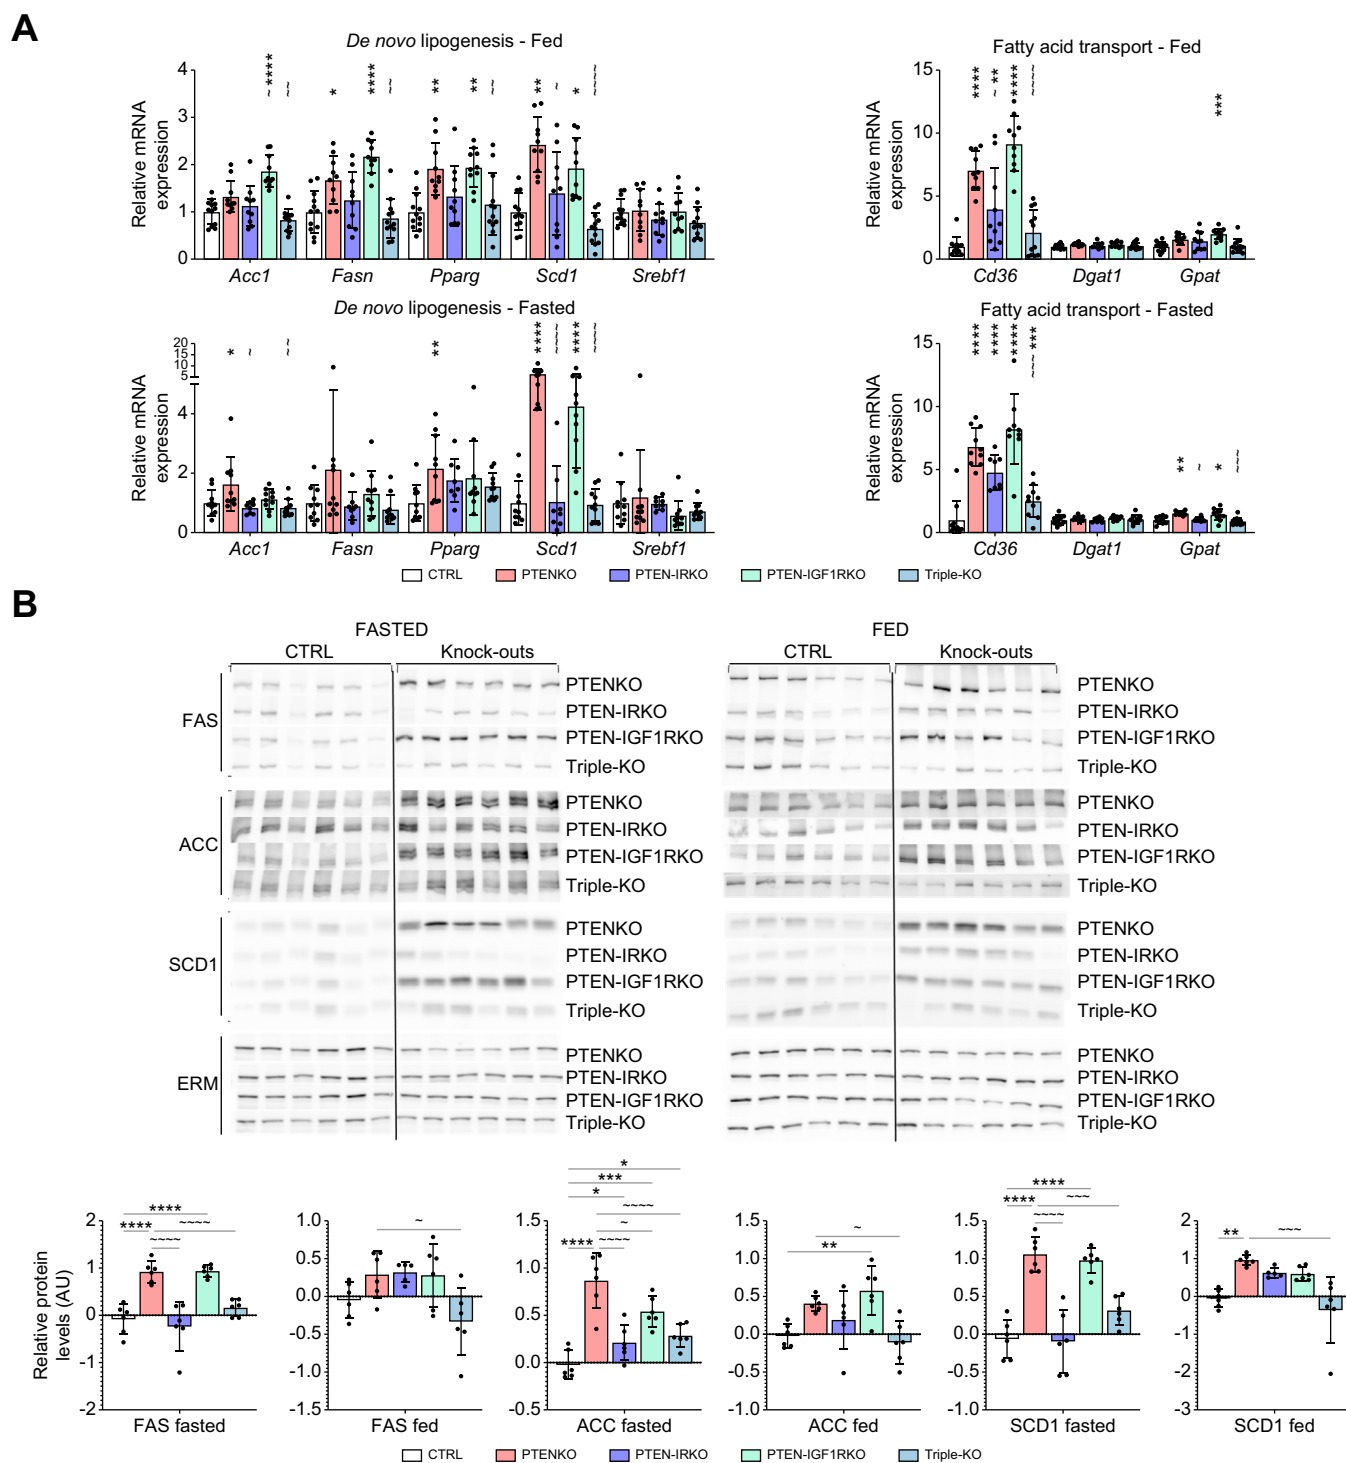 A
De novo lipogenesis - Fed
Relative mRNA
expression
4
3
2
1
0
~ ****
~~
*
****
~~
**
**
~~
**
~
*
~~~~
Acc1 Fasn Pparg Scd1 Srebf1
Fatty acid transport - Fed
Relative mRNA
expression
15
10
5
0
****
~ **
****
~~~~
***
Cd36 Dgat1 Gpat
De novo lipogenesis - Fasted
Relative mRNA
expression
20
15
10
5
4
2
0
*
~
~~
**
****
~~~~
****
~~~~
Acc1 Fasn Pparg Scd1 Srebf1
Fatty acid transport - Fasted
Relative mRNA
expression
15
10
5
0
****
****
****
~~~~ ***
**
~
*
~~~
Cd36 Dgat1 Gpat
CTRL PTENKO PTEN-IRKO PTEN-IGF1RKO Triple-KO
B
FASTED
CTRL Knock-outs
FED
CTRL Knock-outs
FAS
PTENKO PTENKO
PTEN-IRKO PTEN-IRKO
PTEN-IGF1RKO PTEN-IGF1RKO
Triple-KO Triple-KO
ACC
PTENKO PTENKO
PTEN-IRKO PTEN-IRKO
PTEN-IGF1RKO PTEN-IGF1RKO
Triple-KO Triple-KO
SCD1
PTENKO PTENKO
PTEN-IRKO PTEN-IRKO
PTEN-IGF1RKO PTEN-IGF1RKO
Triple-KO Triple-KO
ERM
PTENKO PTENKO
PTEN-IRKO PTEN-IRKO
PTEN-IGF1RKO PTEN-IGF1RKO
Triple-KO Triple-KO
Relative protein
levels (AU)
2
1
0
-1
-2
****
**** ~~~~
~~~~
FAS fasted
1.0
0.5
0.0
-0.5
-1.0
-1.5
~
FAS fed
1.5
1.0
0.5
0.0
-0.5
*
***
*
~~~~
~
**** ~~~~
ACC fasted
1.5
1.0
0.5
0.0
-0.5
-1.0
~
**
ACC fed
1.5
1.0
0.5
0.0
-0.5
-1.0
****
**** ~~~
~~~~
SCD1 fasted
2
1
0
-1
-2
-3
** ~~~
SCD1 fed
CTRL PTENKO PTEN-IRKO PTEN-IGF1RKO Triple-KO